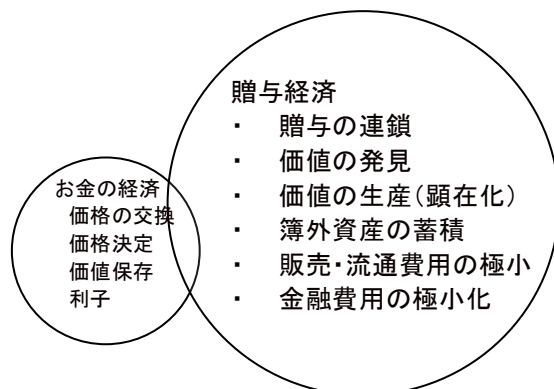 贈与経済
・ 贈与の連鎖
・ 価値の発見
・ 価値の生産(顕在化)
・ 簿外資産の蓄積
・ 販売・流通費用の極小
・ 金融費用の極小化
お金の経済
価格の交換
価格決定
価値保存
利子